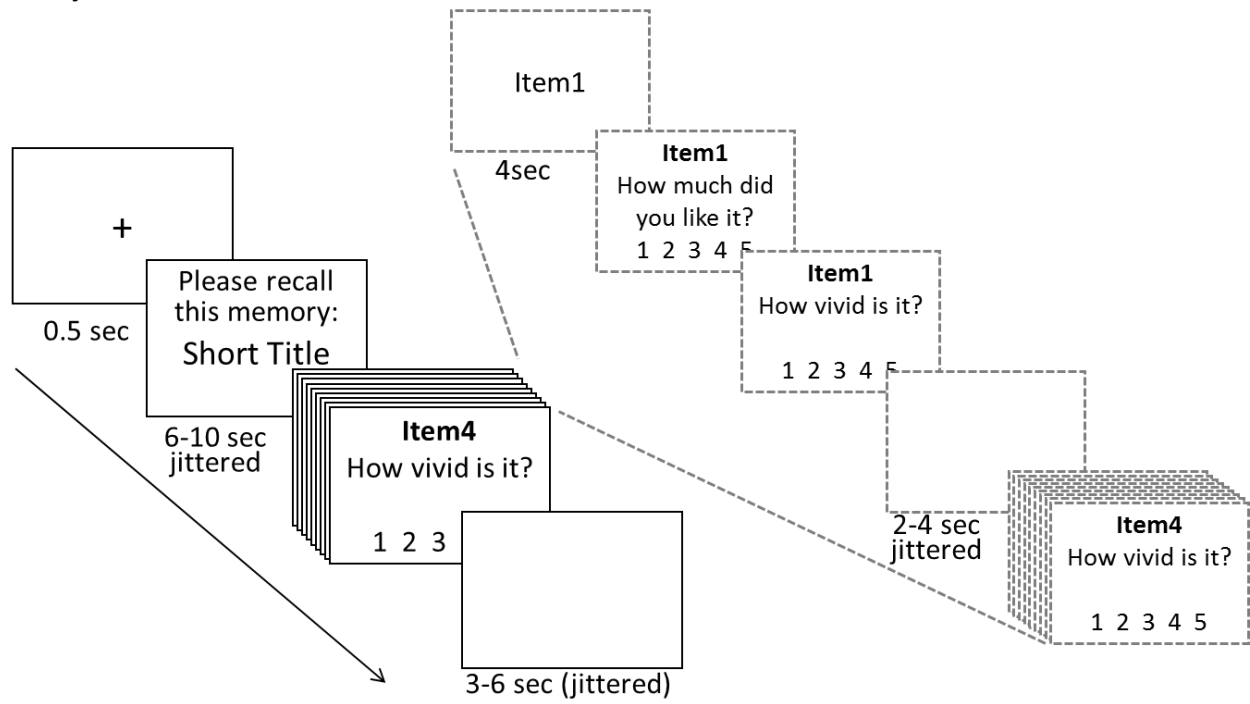 +
0.5 sec
Please recall
this memory:
Short Title
6-10 sec
jittered
Item4
How vivid is it?
1 2 3
3-6 sec (jittered)
Item1
4sec
Item1
How much did
you like it?
1 2 3 4 5
Item1
How vivid is it?
1 2 3 4 5
2-4 sec
jittered
Item4
How vivid is it?
1 2 3 4 5